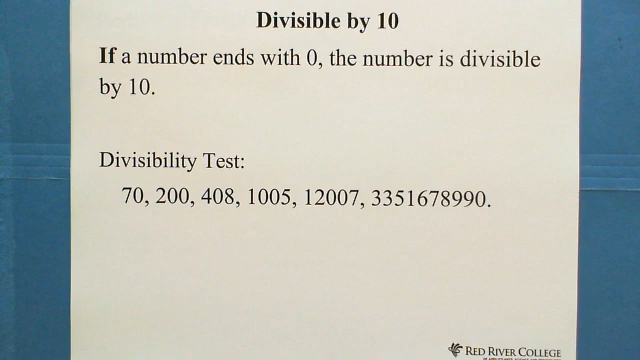 Divisible by 10
If a number ends with 0, the number is divisible
by 10.
Divisibility Test:
70, 200, 408, 1005, 12007, 3351678990.
RED RIVER COLLEGE